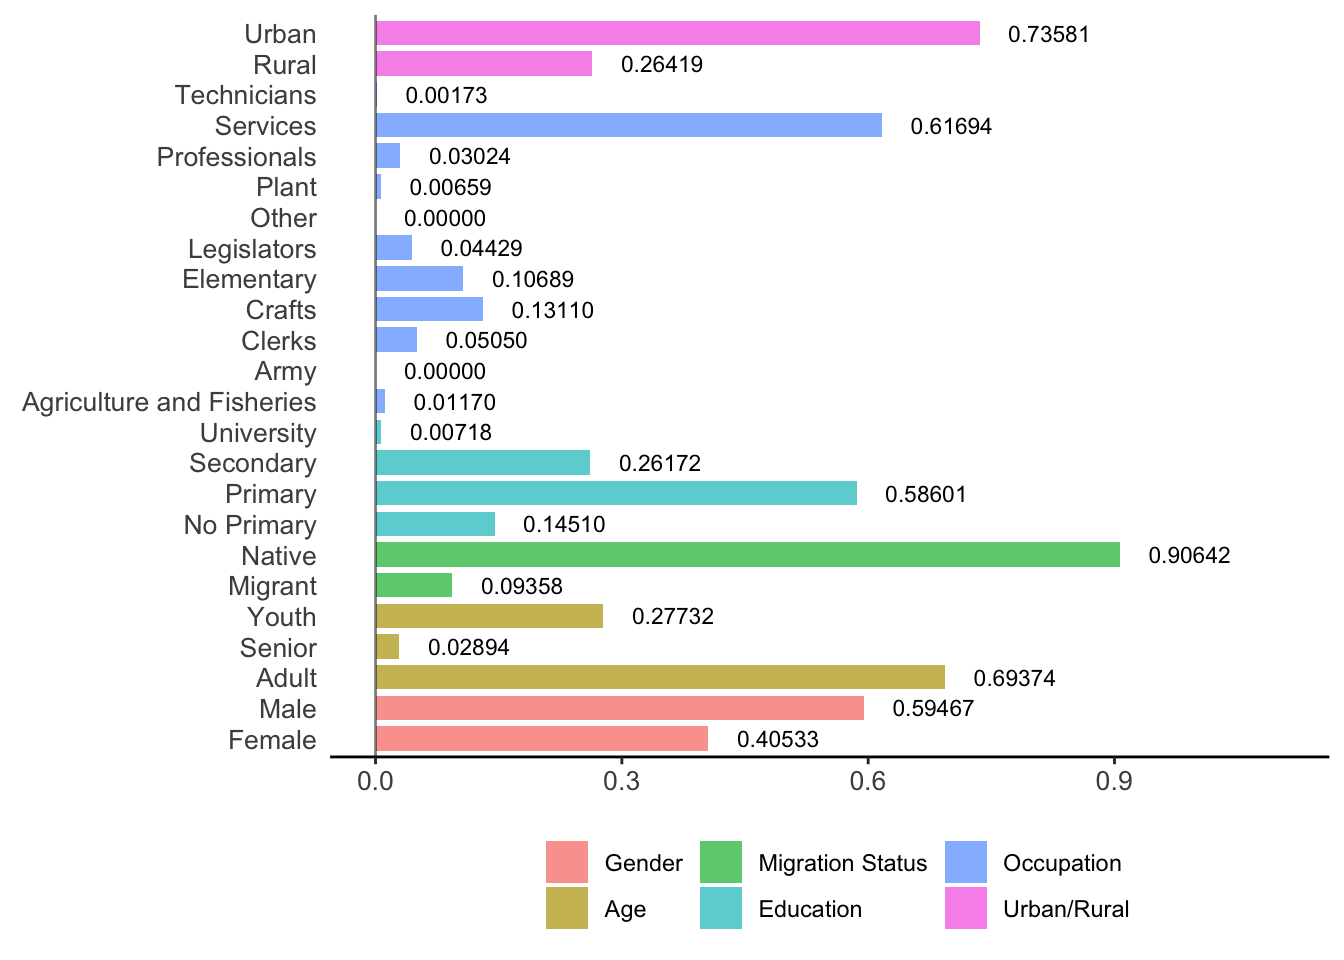 Urban 0.73581
Rural 0.26419
Technicians 0.00173
Services 0.61694
Professionals 0.03024
Plant 0.00659
Other 0.00000
Legislators 0.04429
Elementary 0.10689
Crafts 0.13110
Clerks 0.05050
Army 0.00000
Agriculture and Fisheries 0.01170
University 0.00718
Secondary 0.26172
Primary 0.58601
No Primary 0.14510
Native 0.90642
Migrant 0.09358
Youth 0.27732
Senior 0.02894
Adult 0.69374
Male 0.59467
Female 0.40533
0.0 0.3 0.6 0.9
Gender Migration Status Occupation
Age Education Urban/Rural